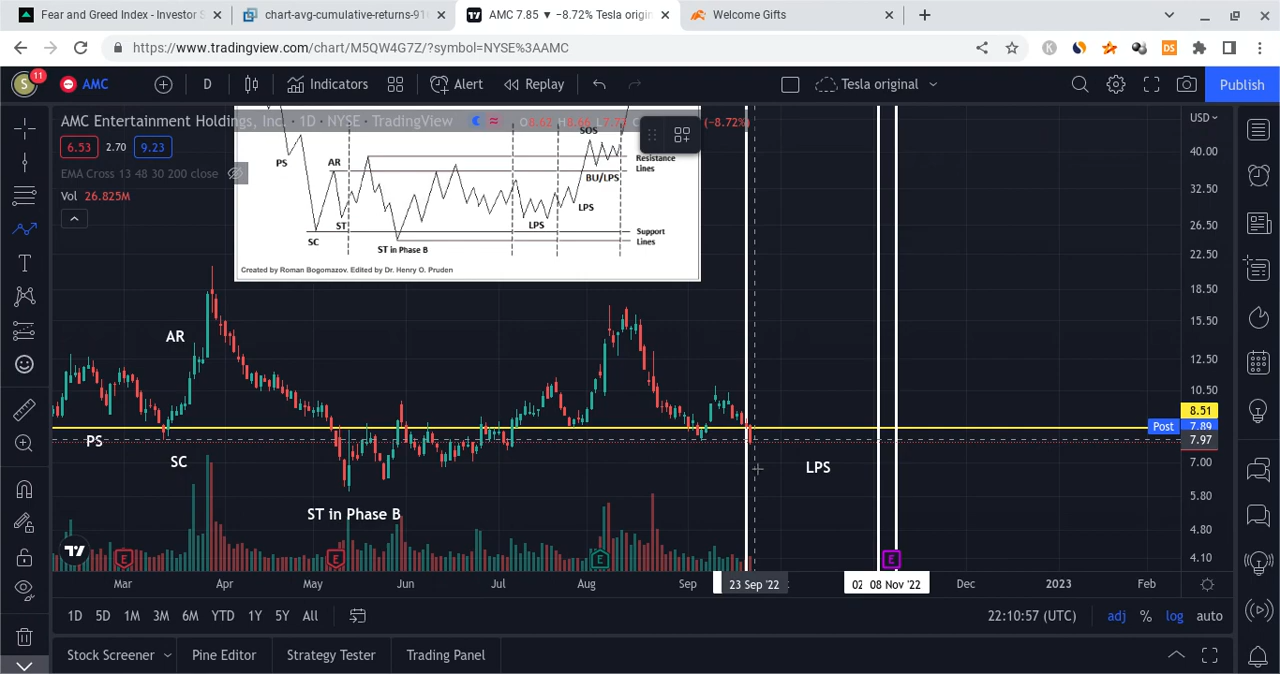 Fear and Greed Index - Investor S
chart-avg-cumulative-returns-91
AMC 7.85 ▼ −8.72% Tesla origin
Welcome Gifts
https://www.tradingview.com/chart/M5QW4G7Z/?symbol=NYSE%3AAMC
S
11
AMC
D
Indicators
Alert
Replay
Tesla original
Publish
AMC Entertainment Holdings, Inc. · 1D · NYSE · TradingView
O8.62 H8.66 L7.7
(−8.72%)
USD
6.53
2.70
9.23
EMA Cross 13 48 30 200 close
Vol 26.825M
SOS
PS
AR
Resistance
Lines
BU/LPS
LPS
ST
SC
LPS
Support
Lines
ST in Phase B
Created by Roman Bogomazov. Edited by Dr. Henry O. Pruden
40.00
32.50
26.50
22.50
18.50
15.50
12.50
10.50
8.51
Post
7.89
7.97
7.00
5.80
4.80
4.10
AR
PS
SC
LPS
ST in Phase B
E
E
E
E
Mar
Apr
May
Jun
Jul
Aug
Sep
23 Sep '22
02
08 Nov '22
Dec
2023
Feb
1D
5D
1M
3M
6M
YTD
1Y
5Y
All
22:10:57 (UTC)
adj
%
log
auto
Stock Screener
Pine Editor
Strategy Tester
Trading Panel